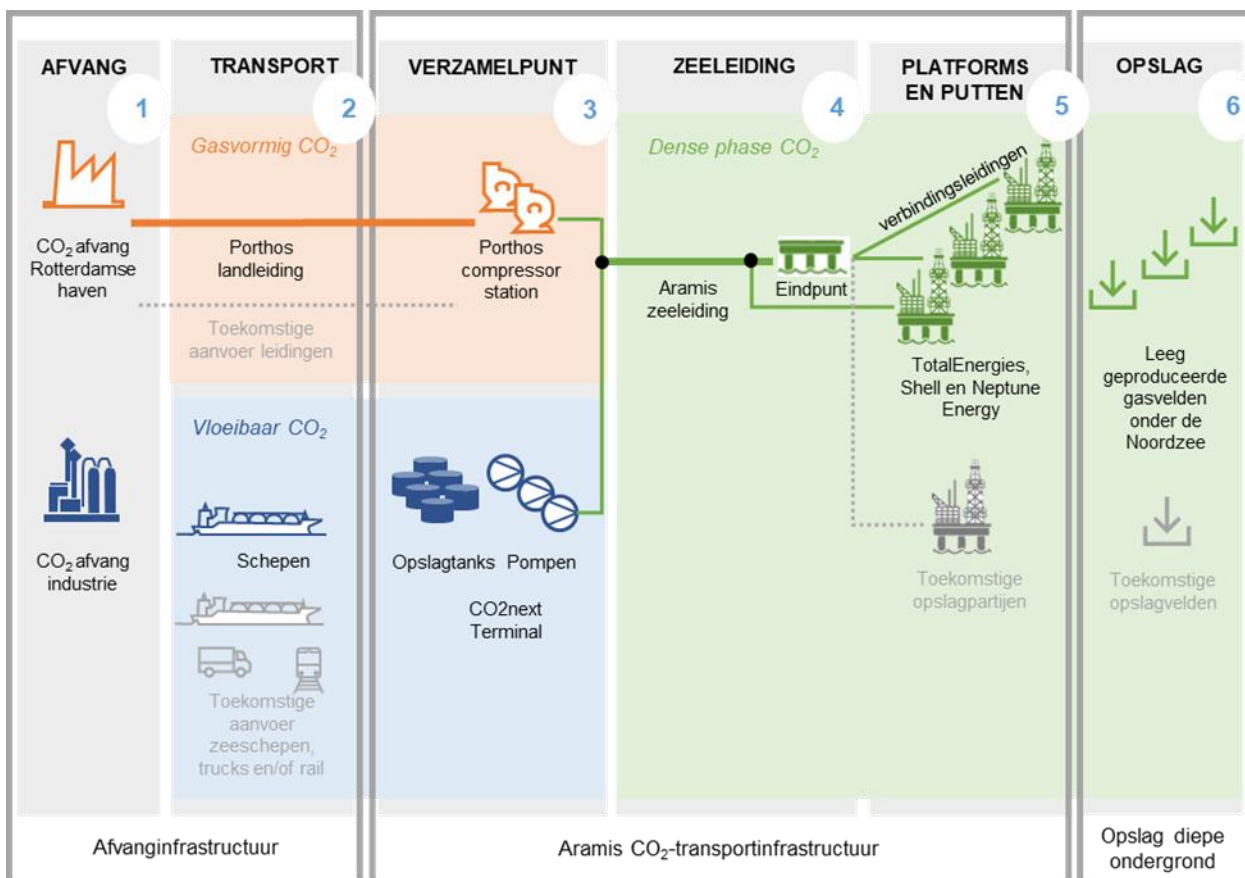 AFVANG
TRANSPORT
VERZAMELPUNT
ZEELEIDING
PLATFORMS
EN PUTTEN
OPSLAG
1
2
3
4
5
6
Gasvormig CO₂
Dense phase CO₂
verbindingsleidingen
CO₂ afvang
Rotterdamse
haven
Porthos
landleiding
Porthos
compressor
station
Aramis
zeeleiding
Eindpunt
Toekomstige
aanvoer leidingen
TotalEnergies,
Shell en Neptune
Energy
Leeg
geproduceerde
gasvelden
onder de
Noordzee
Vloeibaar CO₂
CO₂ afvang
industrie
Schepen
Opslagtanks Pompen
CO2next
Terminal
Toekomstige
opslagpartijen
Toekomstige
opslagvelden
Toekomstige
aanvoer
zeeschepen,
trucks en/of rail
Afvanginfrastructuur
Aramis CO₂-transportinfrastructuur
Opslag diepe
ondergrond